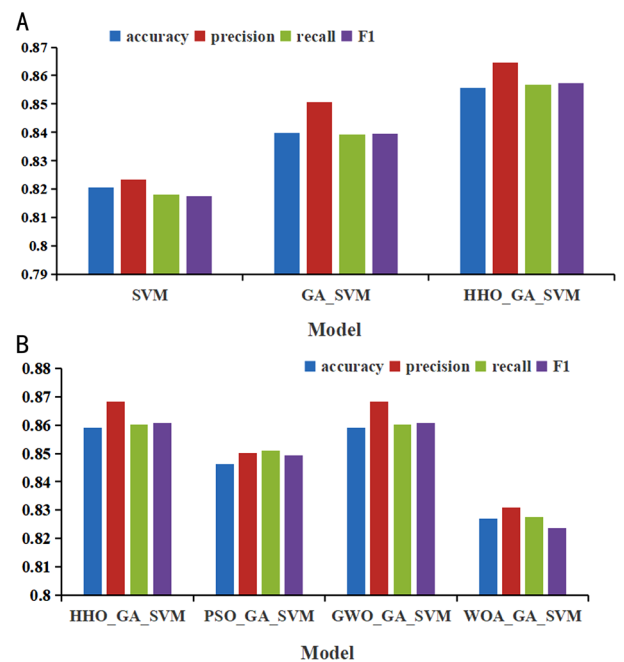 A
accuracy precision recall F1
0.87
0.86
0.85
0.84
0.83
0.82
0.81
0.8
0.79
SVM GA_SVM HHO_GA_SVM
Model
B
accuracy precision recall F1
0.88
0.87
0.86
0.85
0.84
0.83
0.82
0.81
0.8
HHO_GA_SVM PSO_GA_SVM GWO_GA_SVM WOA_GA_SVM
Model